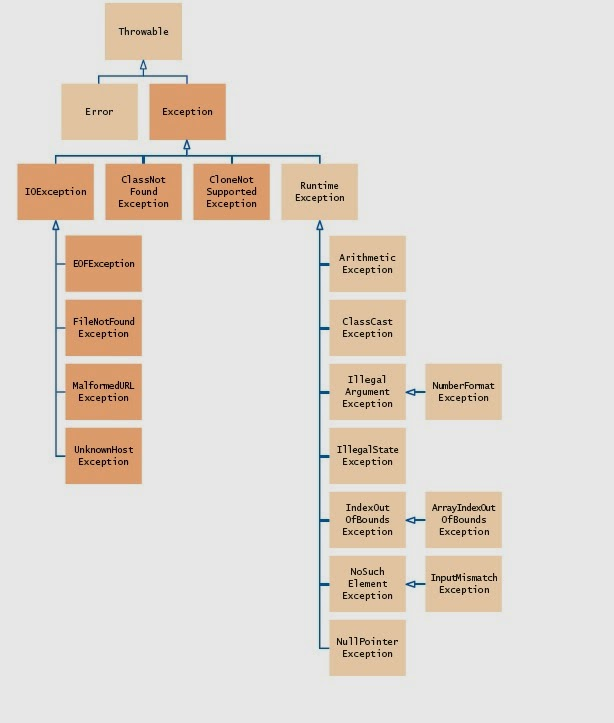 Throwable
Error
Exception
IOException
ClassNot
Found
Exception
CloneNot
Supported
Exception
Runtime
Exception
EOFException
FileNotFound
Exception
MalformedURL
Exception
UnknownHost
Exception
Arithmetic
Exception
ClassCast
Exception
Illegal
Argument
Exception
NumberFormat
Exception
IllegalState
Exception
IndexOut
OfBounds
Exception
ArrayIndexOut
OfBounds
Exception
NoSuch
Element
Exception
InputMismatch
Exception
NullPointer
Exception